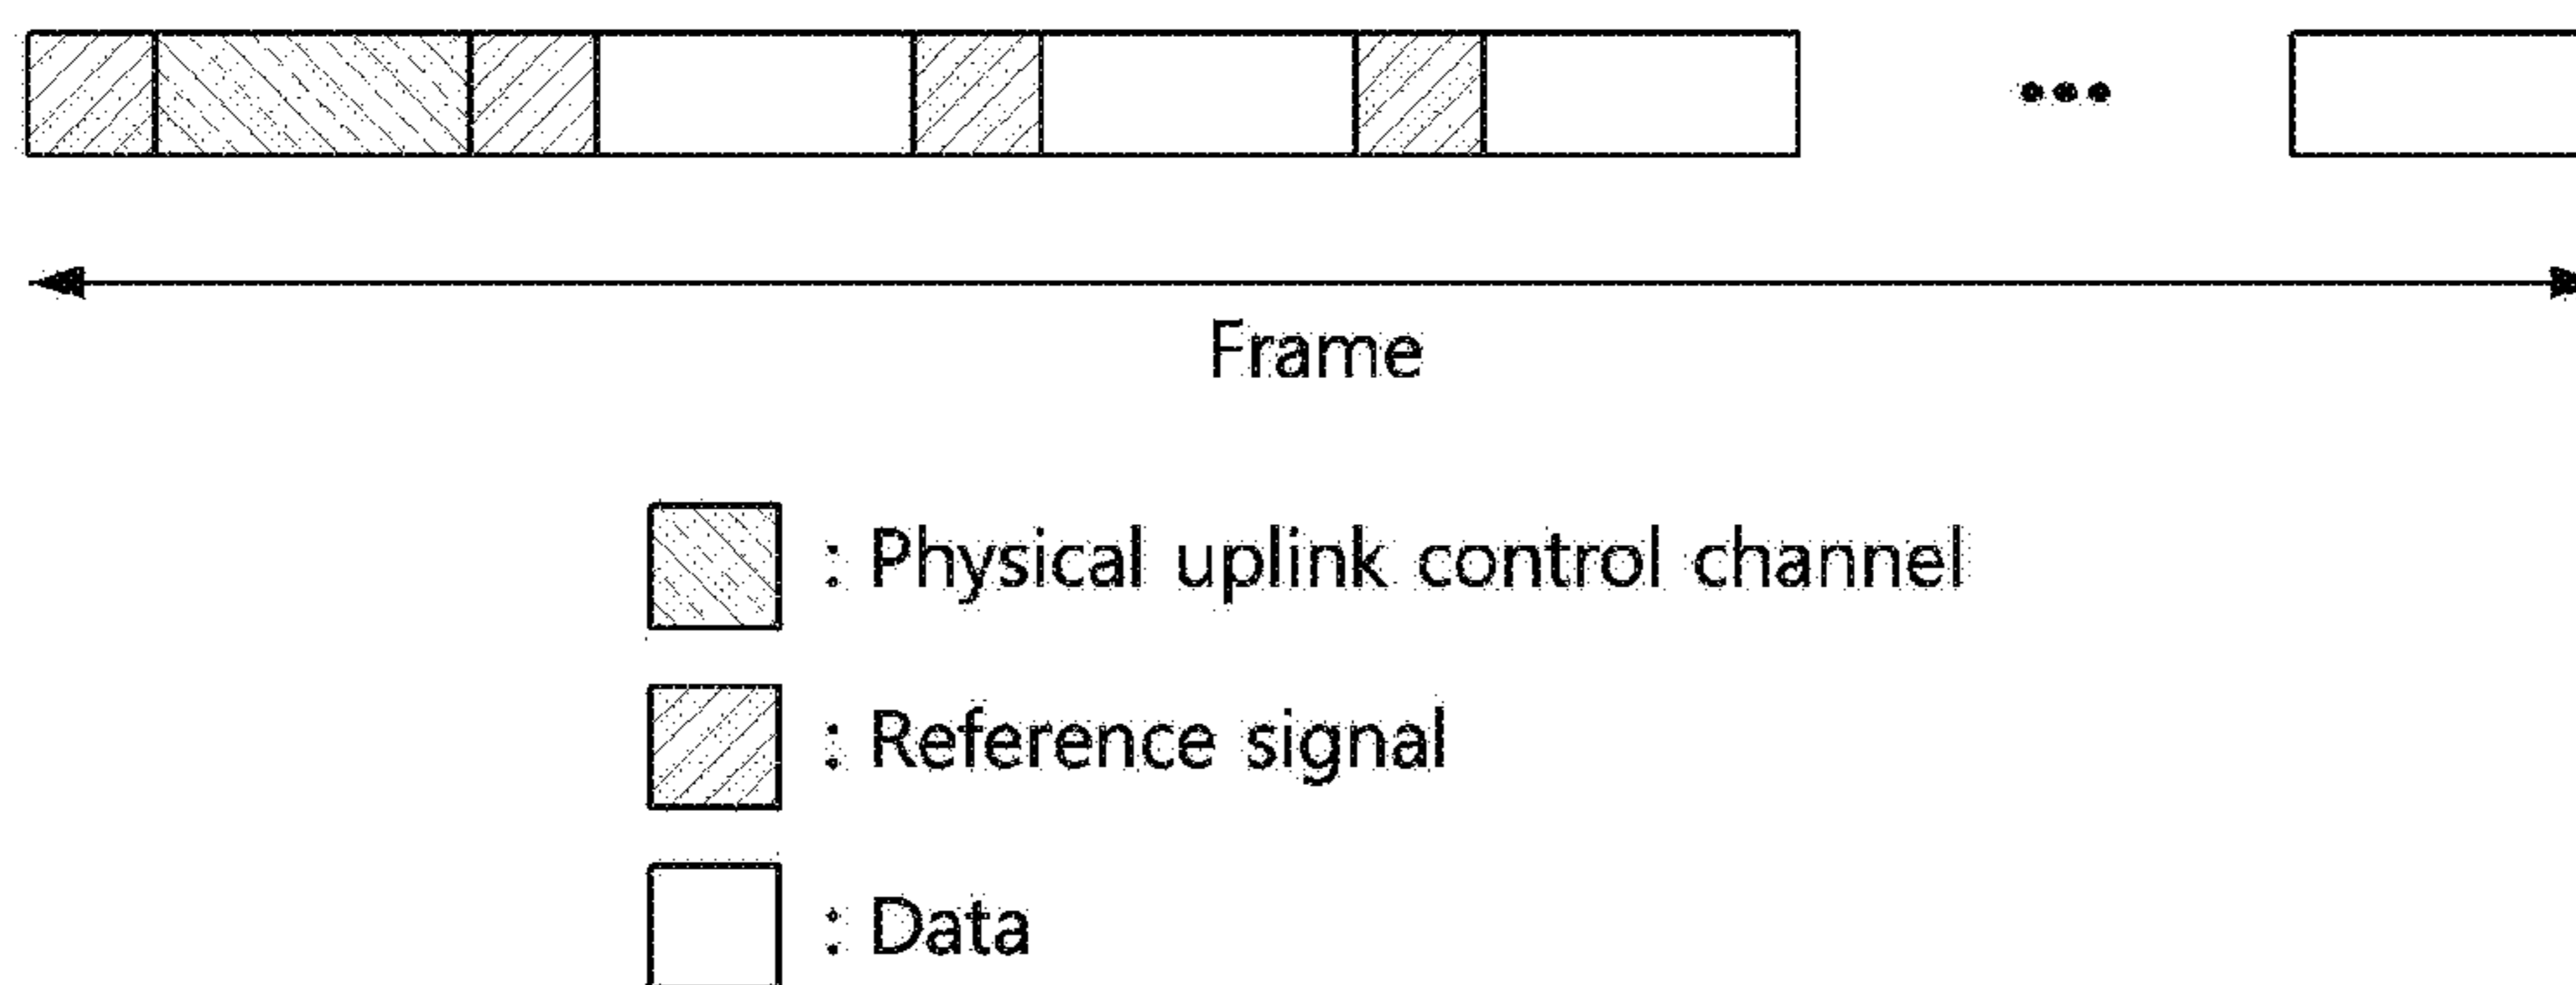 •••
Frame
: Physical uplink control channel
: Reference signal
: Data